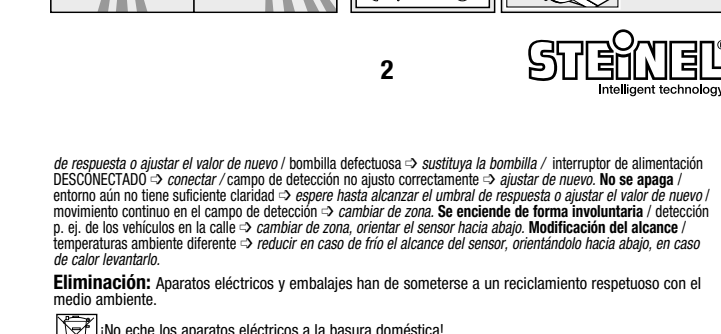 2
STEINEL®
Intelligent technology
de respuesta o ajustar el valor de nuevo / bombilla defectuosa ➩ sustituya la bombilla / interruptor de alimentación
DESCONECTADO ➩ conectar / campo de detección no ajusto correctamente ➩ ajustar de nuevo. No se apaga /
entorno aún no tiene suficiente claridad ➩ espere hasta alcanzar el umbral de respuesta o ajustar el valor de nuevo /
movimiento continuo en el campo de detección ➩ cambiar de zona. Se enciende de forma involuntaria / detección
p. ej. de los vehículos en la calle ➩ cambiar de zona, orientar el sensor hacia abajo. Modificación del alcance /
temperaturas ambiente diferente ➩ reducir en caso de frío el alcance del sensor, orientándolo hacia abajo, en caso
de calor levantarlo.
Eliminación: Aparatos eléctricos y embalajes han de someterse a un reciclamiento respetuoso con el
medio ambiente.
¡No eche los aparatos eléctricos a la basura doméstica!